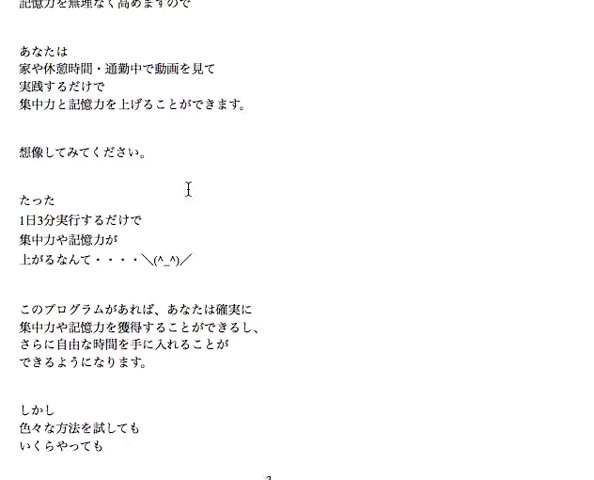 記憶力を無理なく高めますので
あなたは
家や休憩時間・通勤中で動画を見て
実践するだけで
集中力と記憶力を上げることができます。
想像してみてください。
たった
1日3分実行するだけで
集中力や記憶力が
上がるなんて・・・・＼(^_^)／
このプログラムがあれば、あなたは確実に
集中力や記憶力を獲得することができるし、
さらに自由な時間を手に入れることが
できるようになります。
しかし
色々な方法を試しても
いくらやっても